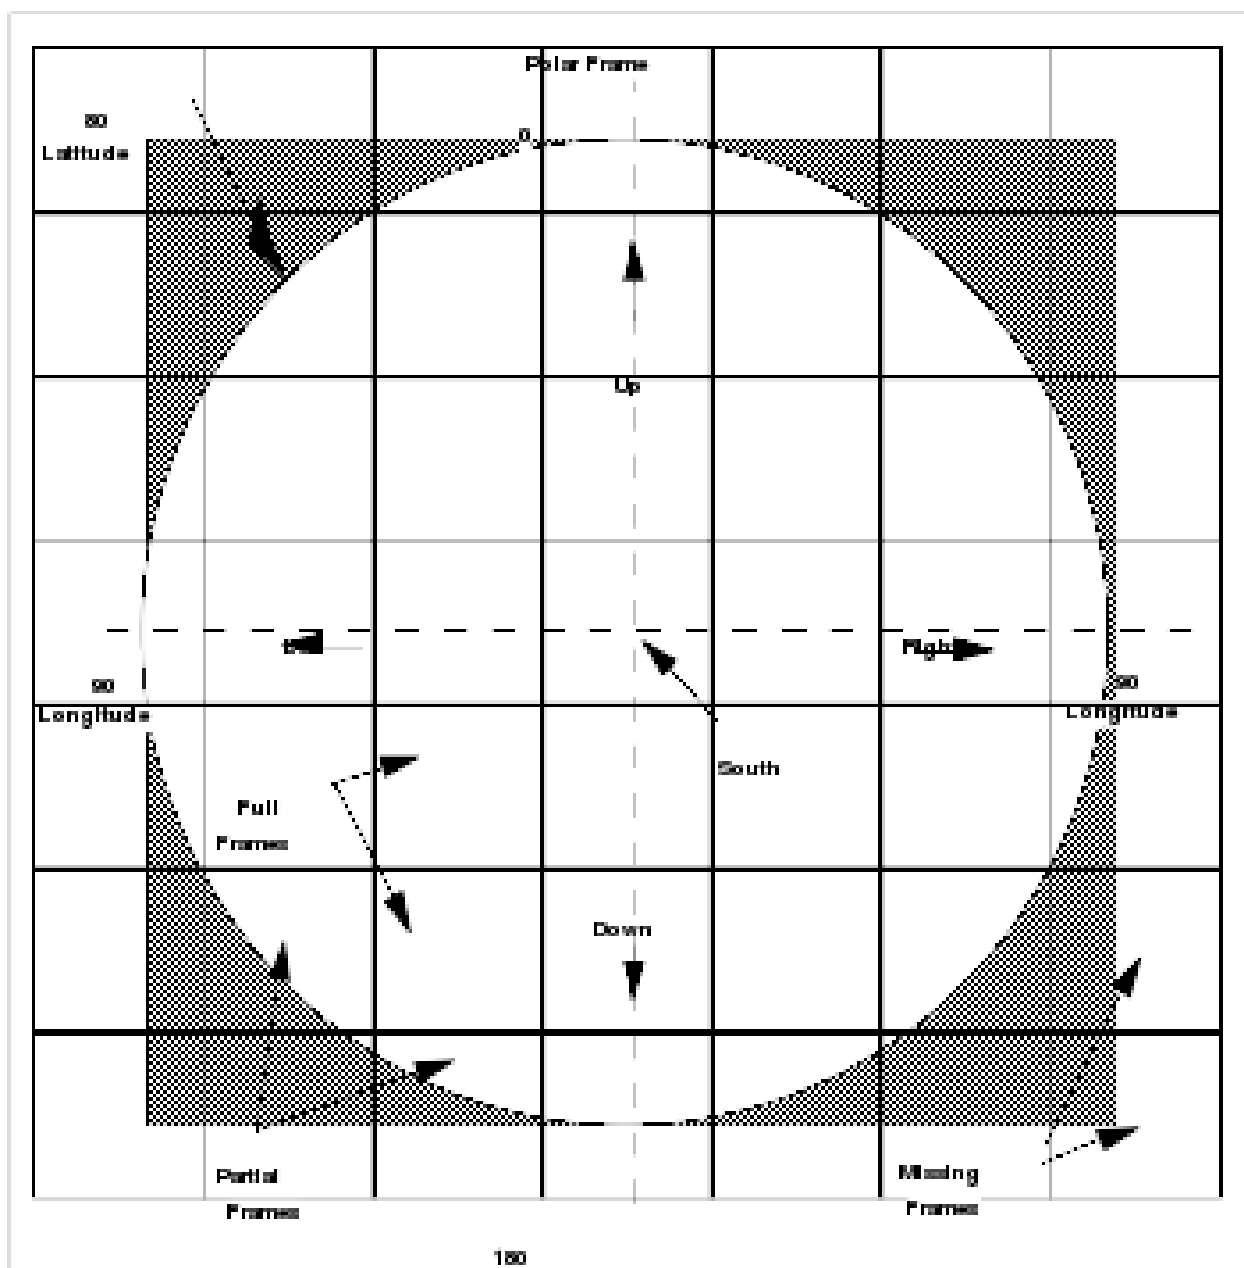 Polar Frame
80
Latitude
0
Up
Right
90
Longitude
90
Longitude
South
Full
Frames
Down
Partial
Frames
Missing
Frames
180